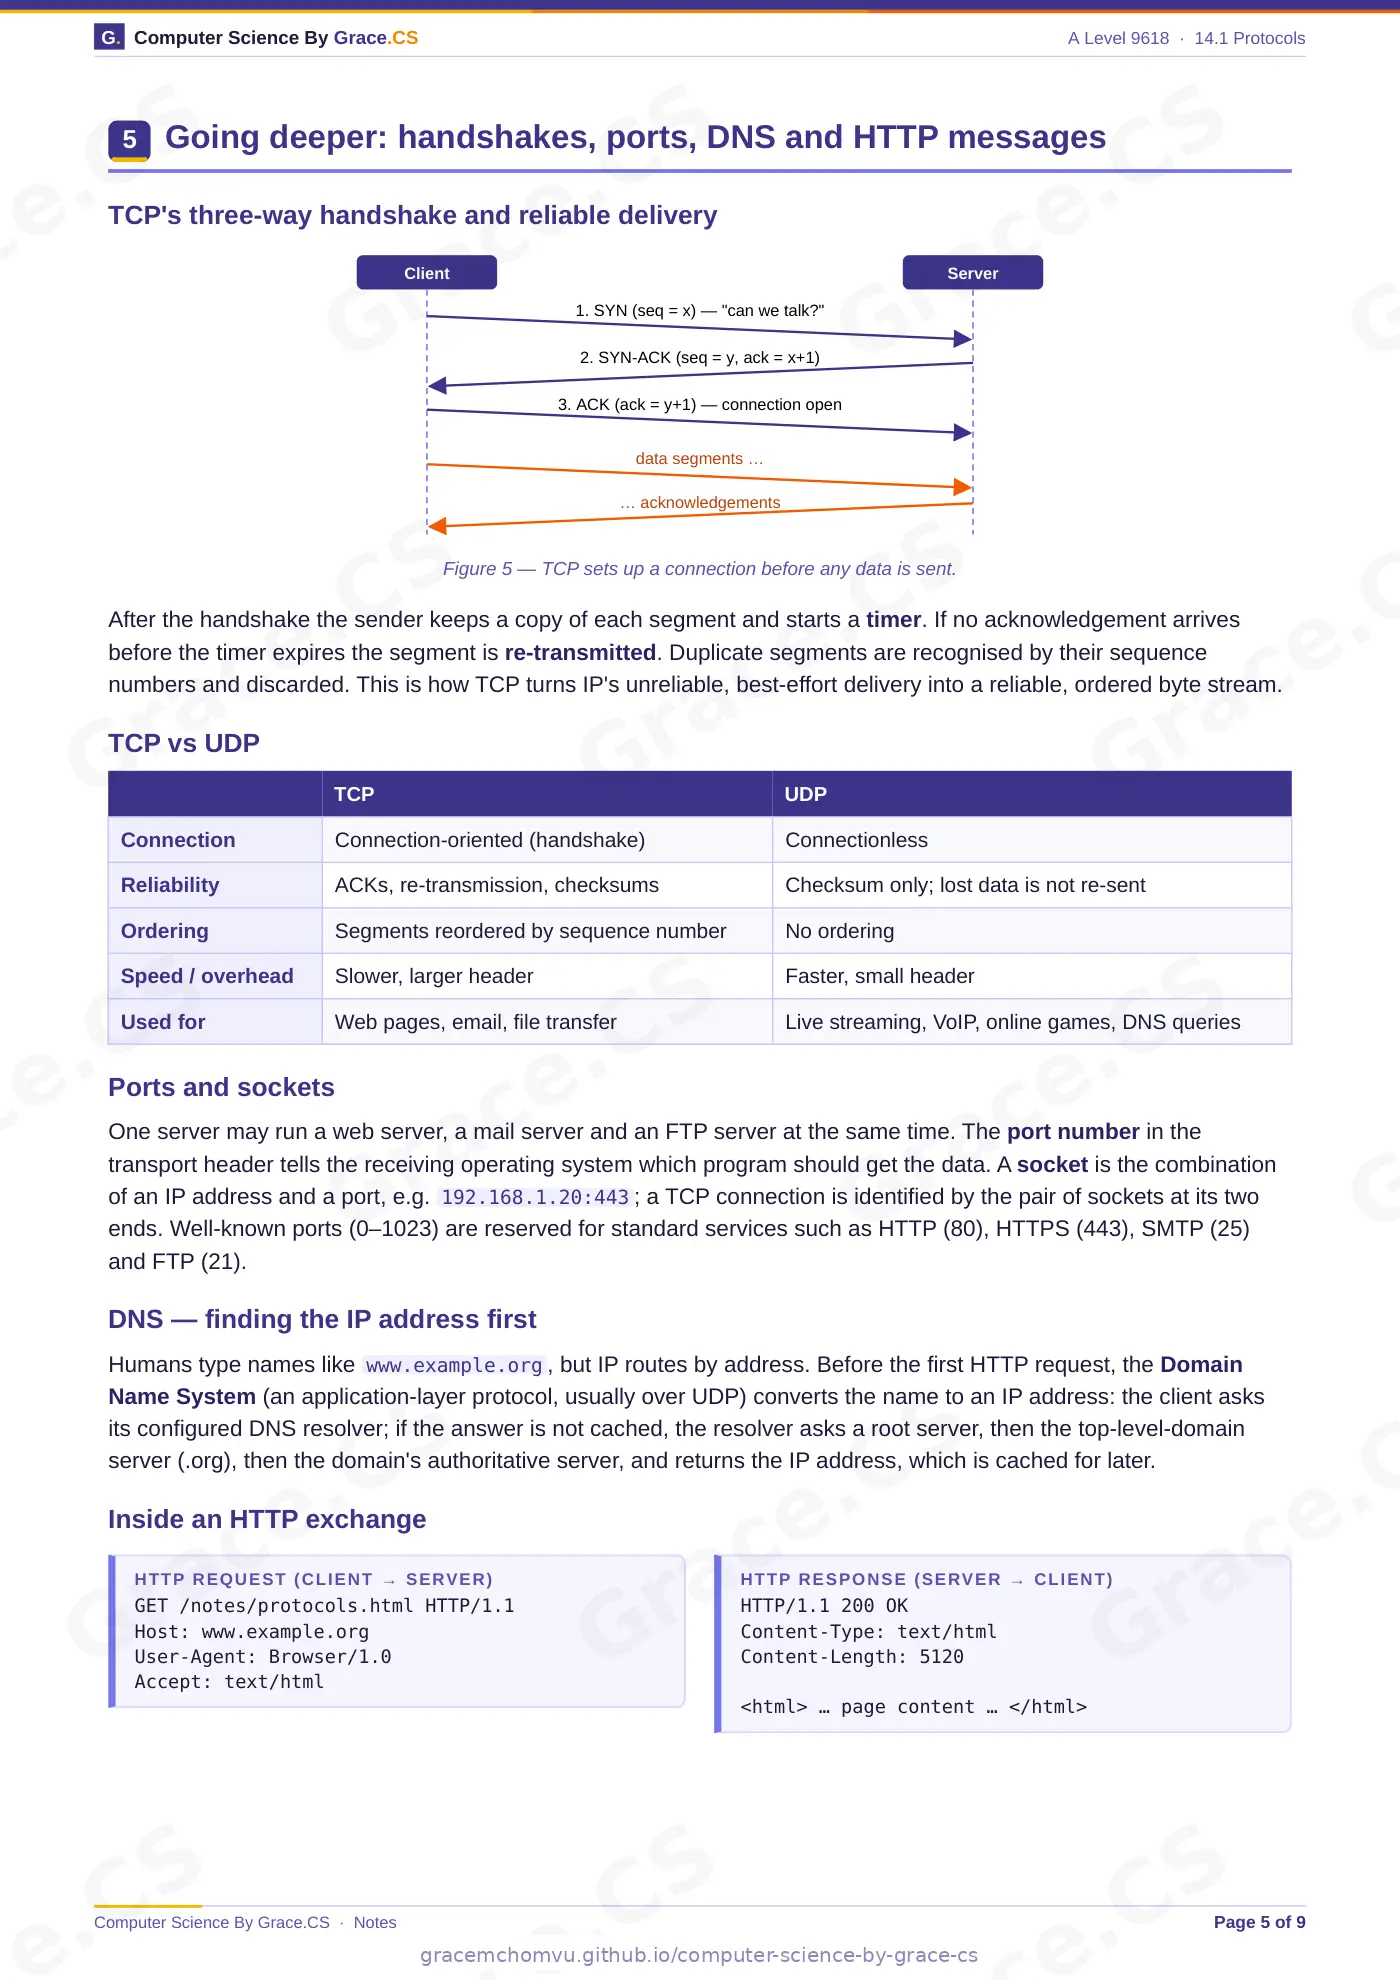 G. Computer Science By Grace.CS
A Level 9618 · 14.1 Protocols
5 Going deeper: handshakes, ports, DNS and HTTP messages
TCP's three-way handshake and reliable delivery
Client
Server
1. SYN (seq = x) — "can we talk?"
2. SYN-ACK (seq = y, ack = x+1)
3. ACK (ack = y+1) — connection open
data segments …
… acknowledgements
Figure 5 — TCP sets up a connection before any data is sent.
After the handshake the sender keeps a copy of each segment and starts a timer. If no acknowledgement arrives
before the timer expires the segment is re-transmitted. Duplicate segments are recognised by their sequence
numbers and discarded. This is how TCP turns IP's unreliable, best-effort delivery into a reliable, ordered byte stream.
TCP vs UDP
TCP UDP
Connection Connection-oriented (handshake) Connectionless
Reliability ACKs, re-transmission, checksums Checksum only; lost data is not re-sent
Ordering Segments reordered by sequence number No ordering
Speed / overhead Slower, larger header Faster, small header
Used for Web pages, email, file transfer Live streaming, VoIP, online games, DNS queries
Ports and sockets
One server may run a web server, a mail server and an FTP server at the same time. The port number in the
transport header tells the receiving operating system which program should get the data. A socket is the combination
of an IP address and a port, e.g. 192.168.1.20:443; a TCP connection is identified by the pair of sockets at its two
ends. Well-known ports (0–1023) are reserved for standard services such as HTTP (80), HTTPS (443), SMTP (25)
and FTP (21).
DNS — finding the IP address first
Humans type names like www.example.org, but IP routes by address. Before the first HTTP request, the Domain
Name System (an application-layer protocol, usually over UDP) converts the name to an IP address: the client asks
its configured DNS resolver; if the answer is not cached, the resolver asks a root server, then the top-level-domain
server (.org), then the domain's authoritative server, and returns the IP address, which is cached for later.
Inside an HTTP exchange
HTTP REQUEST (CLIENT → SERVER)
GET /notes/protocols.html HTTP/1.1
Host: www.example.org
User-Agent: Browser/1.0
Accept: text/html
HTTP RESPONSE (SERVER → CLIENT)
HTTP/1.1 200 OK
Content-Type: text/html
Content-Length: 5120
<html> … page content … </html>
Computer Science By Grace.CS · Notes
Page 5 of 9
gracemchomvu.github.io/computer-science-by-grace-cs